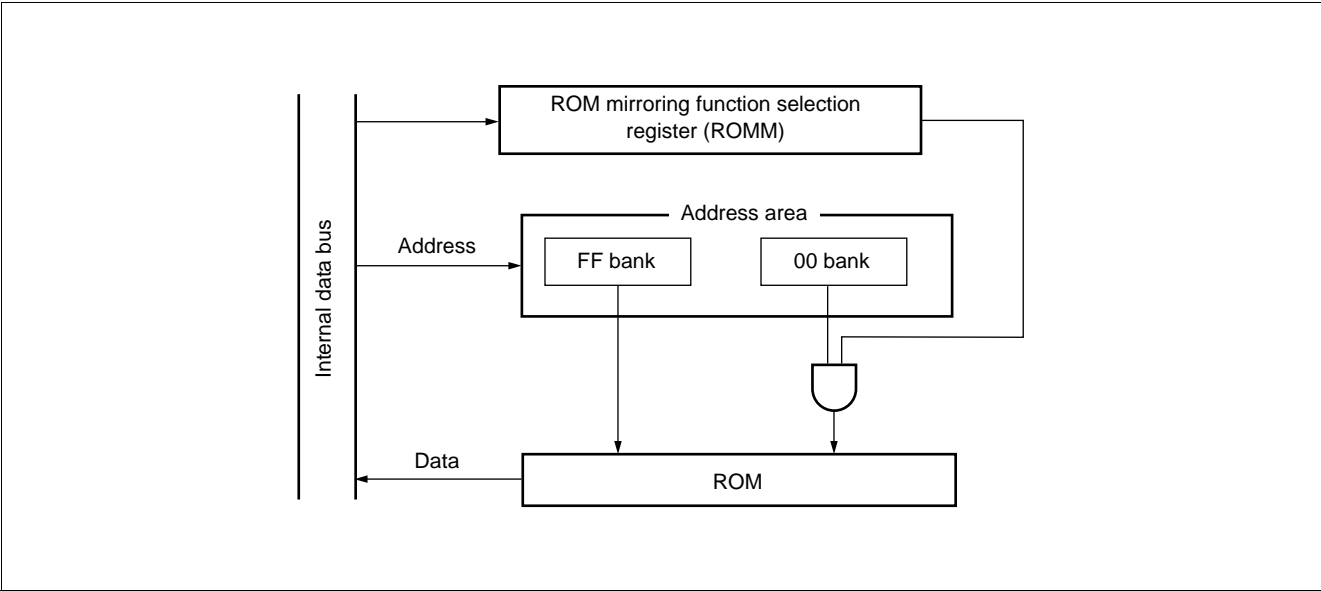 ROM mirroring function selection
register (ROMM)
Address area
Internal data bus
Address
FF bank
00 bank
Data
ROM